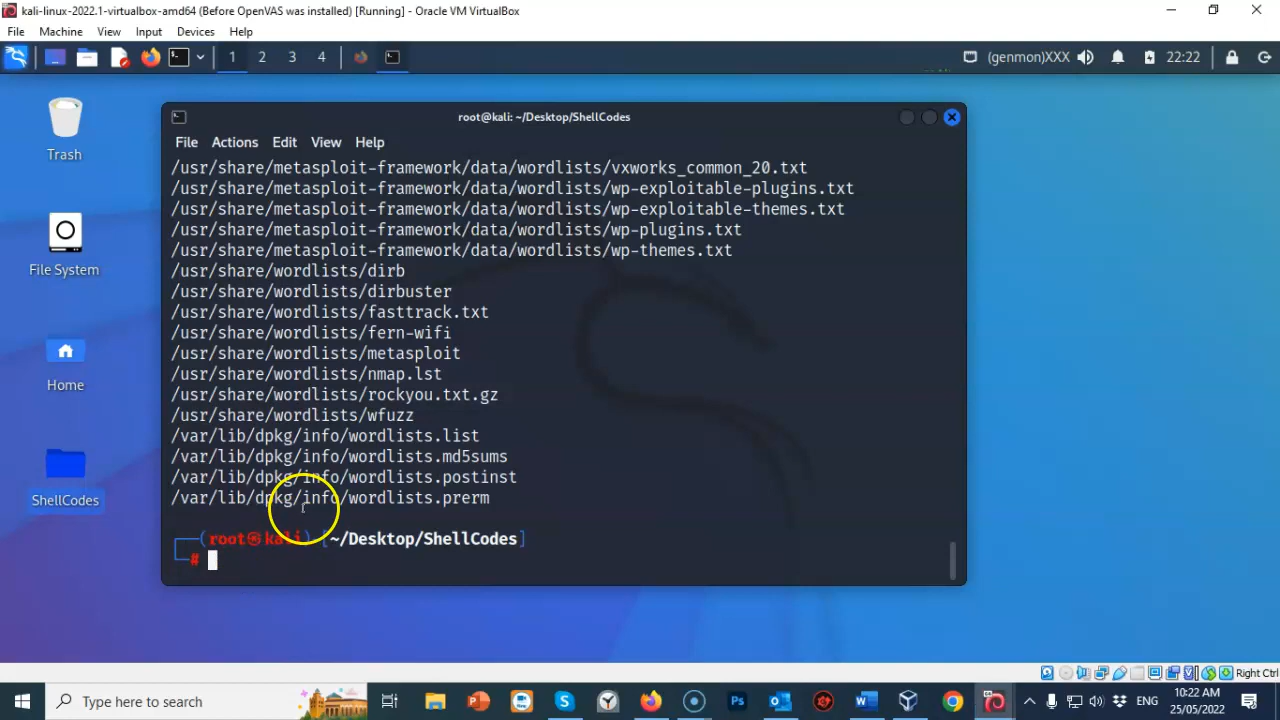 kali-linux-2022.1-virtualbox-amd64 (Before OpenVAS was installed) [Running] - Oracle VM VirtualBox
File Machine View Input Devices Help
1 2 3 4 (genmon)XXX 22:22
Trash
File System
Home
ShellCodes
root@kali: ~/Desktop/ShellCodes
File Actions Edit View Help
/usr/share/metasploit-framework/data/wordlists/vxworks_common_20.txt
/usr/share/metasploit-framework/data/wordlists/wp-exploitable-plugins.txt
/usr/share/metasploit-framework/data/wordlists/wp-exploitable-themes.txt
/usr/share/metasploit-framework/data/wordlists/wp-plugins.txt
/usr/share/metasploit-framework/data/wordlists/wp-themes.txt
/usr/share/wordlists/dirb
/usr/share/wordlists/dirbuster
/usr/share/wordlists/fasttrack.txt
/usr/share/wordlists/fern-wifi
/usr/share/wordlists/metasploit
/usr/share/wordlists/nmap.lst
/usr/share/wordlists/rockyou.txt.gz
/usr/share/wordlists/wfuzz
/var/lib/dpkg/info/wordlists.list
/var/lib/dpkg/info/wordlists.md5sums
/var/lib/dpkg/info/wordlists.postinst
/var/lib/dpkg/info/wordlists.prerm
┌──(root㉿kali)-[~/Desktop/ShellCodes]
└─#
Right Ctrl
Type here to search
ENG
10:22 AM
25/05/2022